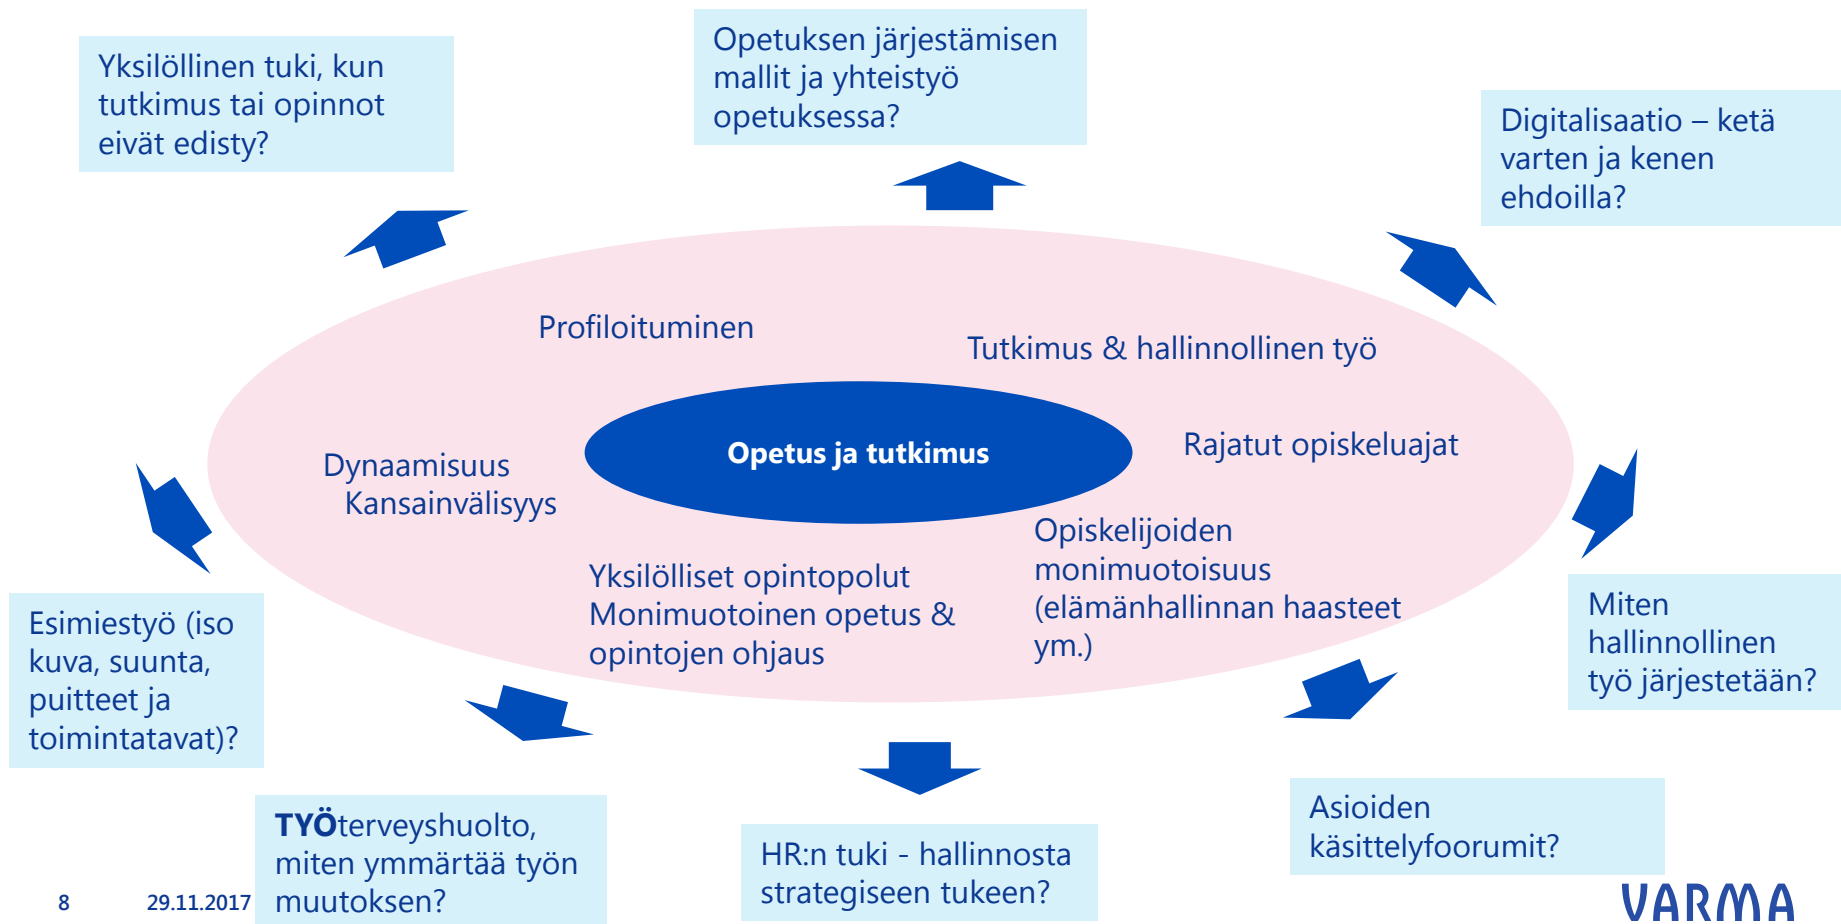 Yksilöllinen tuki, kun
tutkimus tai opinnot
eivät edisty?
Opetuksen järjestämisen
mallit ja yhteistyö
opetuksessa?
Digitalisaatio – ketä
varten ja kenen
ehdoilla?
Profiloituminen
Tutkimus & hallinnollinen työ
Opetus ja tutkimus
Rajatut opiskeluajat
Dynaamisuus
Kansainvälisyys
Yksilölliset opintopolut
Monimuotoinen opetus &
opintojen ohjaus
Opiskelijoiden
monimuotoisuus
(elämänhallinnan haasteet
ym.)
Esimiestyö (iso
kuva, suunta,
puitteet ja
toimintatavat)?
Miten
hallinnollinen
työ järjestetään?
TYÖterveyshuolto,
miten ymmärtää työn
muutoksen?
HR:n tuki - hallinnosta
strategiseen tukeen?
Asioiden
käsittelyfoorumit?
8 29.11.2017
VARMA